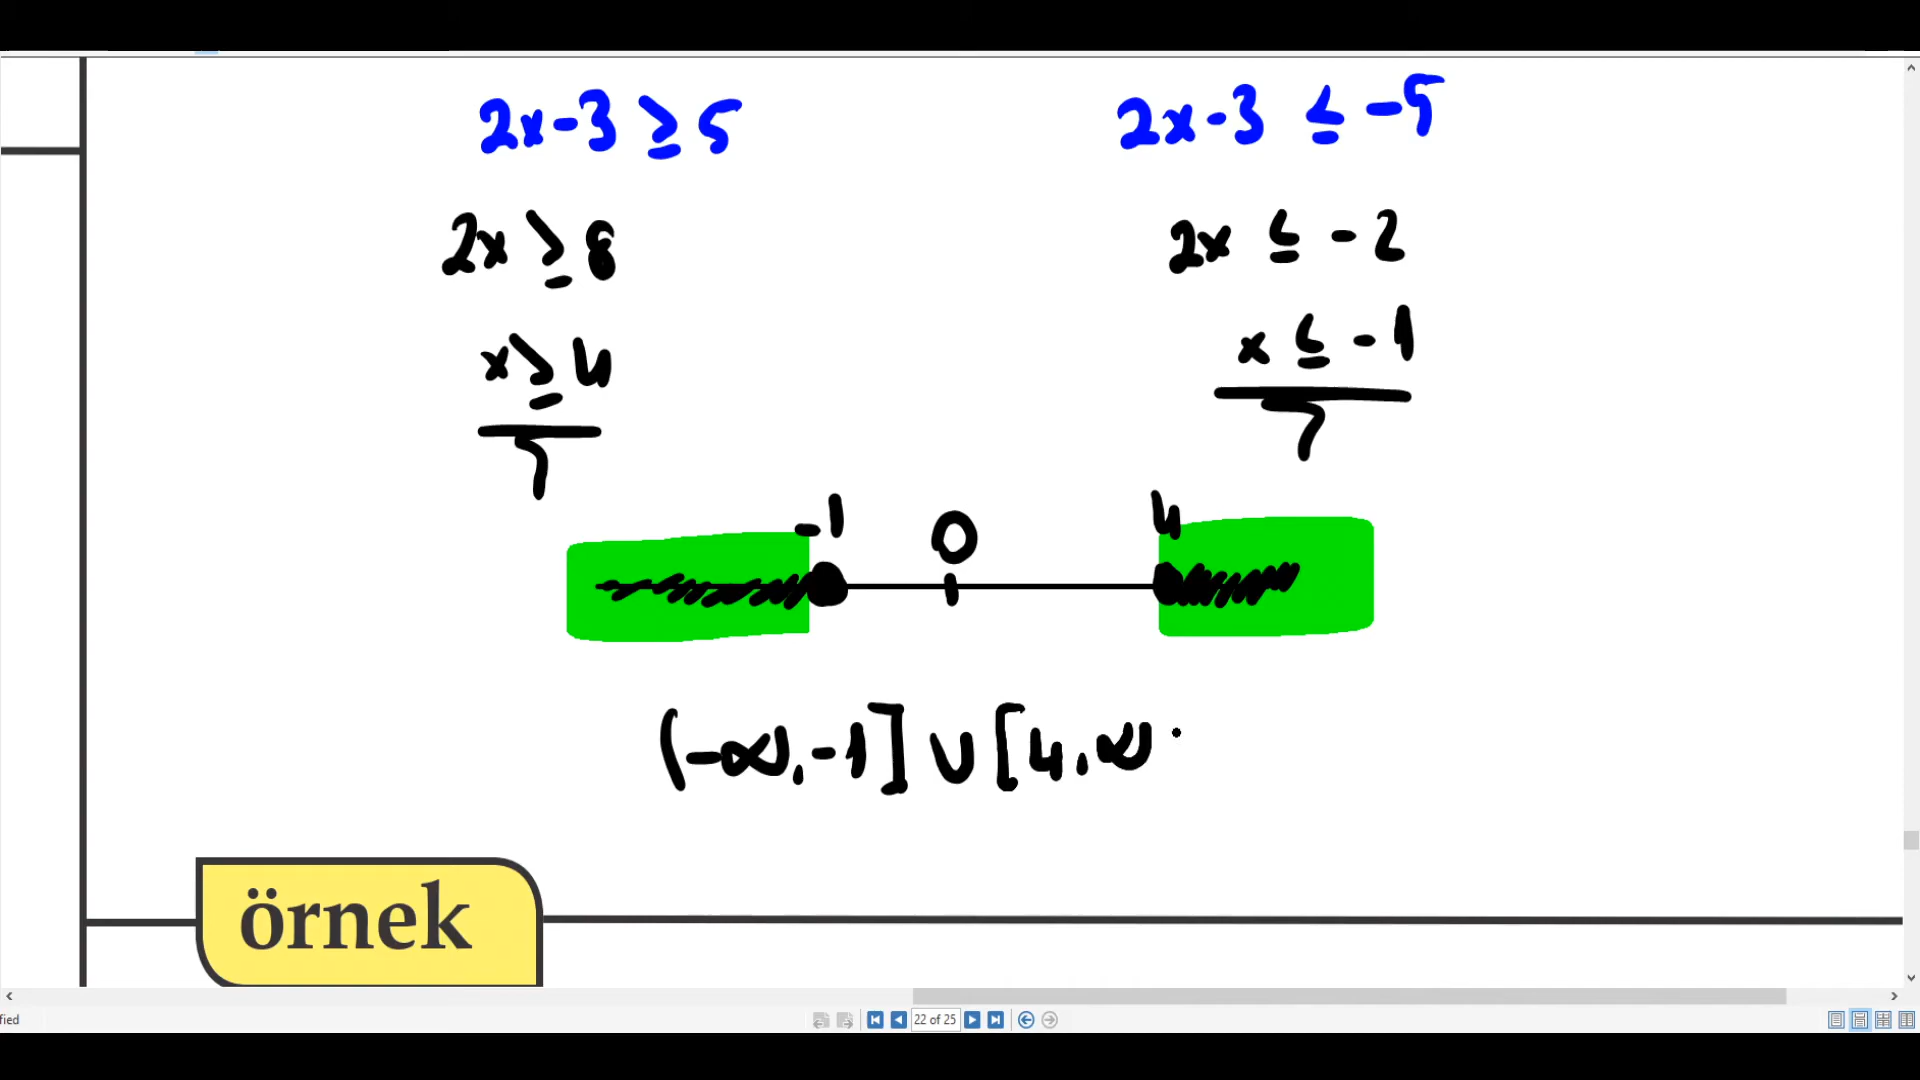 2x-3 ≥ 5
2x-3 ≤ -5
2x ≥ 8
2x ≤ -2
x ≥ 4
x ≤ -1
-1 0 4
(-∞,-1] ∪ [4,∞
örnek
fied
22 of 25